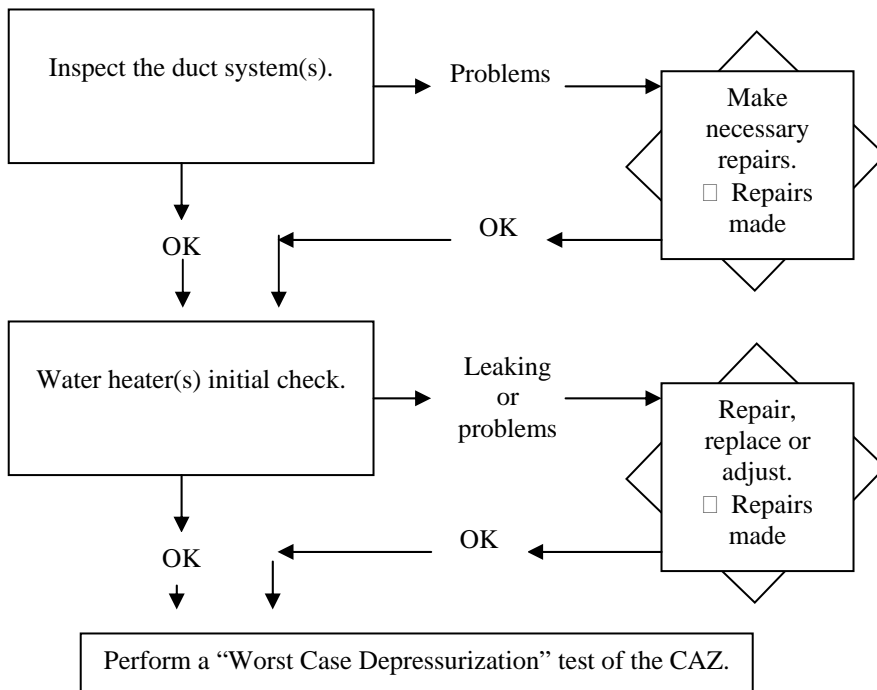 Inspect the duct system(s).
Problems
Make
necessary
repairs.
□ Repairs
made
OK
OK
Water heater(s) initial check.
Leaking
or
problems
Repair,
replace or
adjust.
□ Repairs
made
OK
OK
Perform a “Worst Case Depressurization” test of the CAZ.